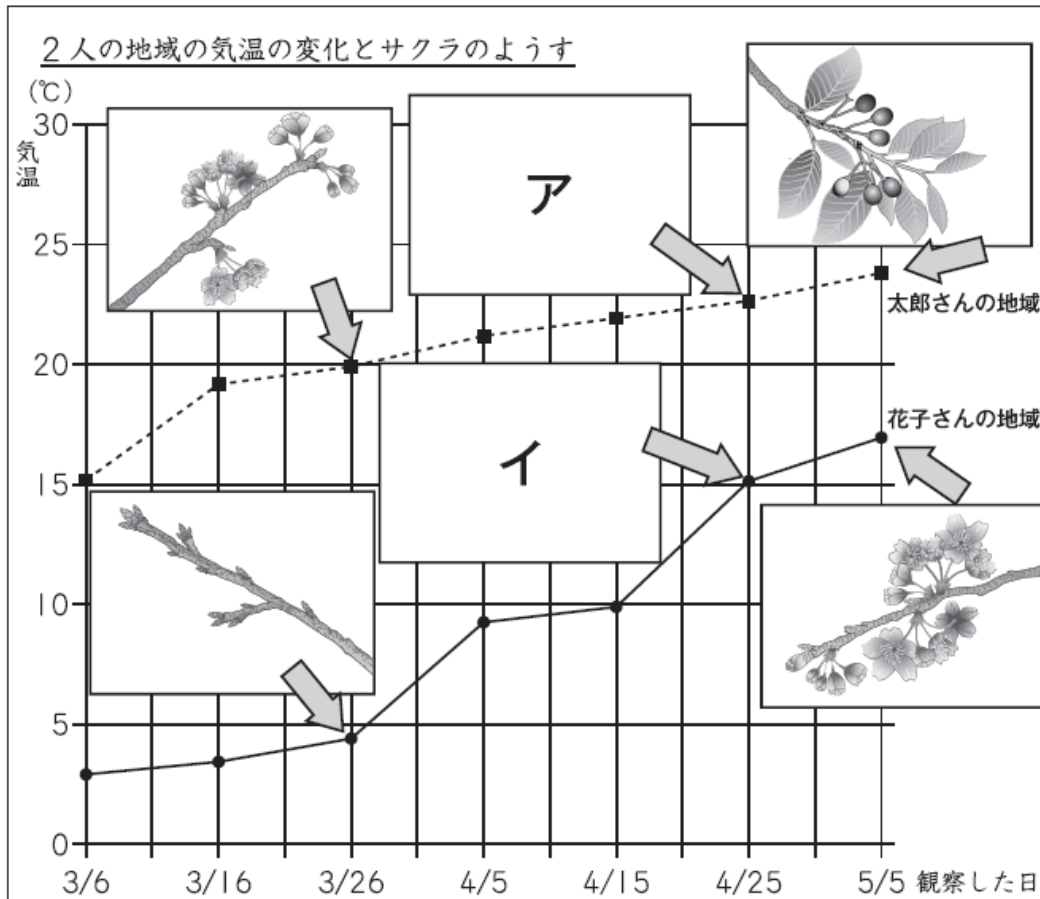 2人の地域の気温の変化とサクラのようす
(℃)
気温
30
25
20
15
10
5
0
ア
イ
太郎さんの地域
花子さんの地域
3/6 3/16 3/26 4/5 4/15 4/25 5/5 観察した日